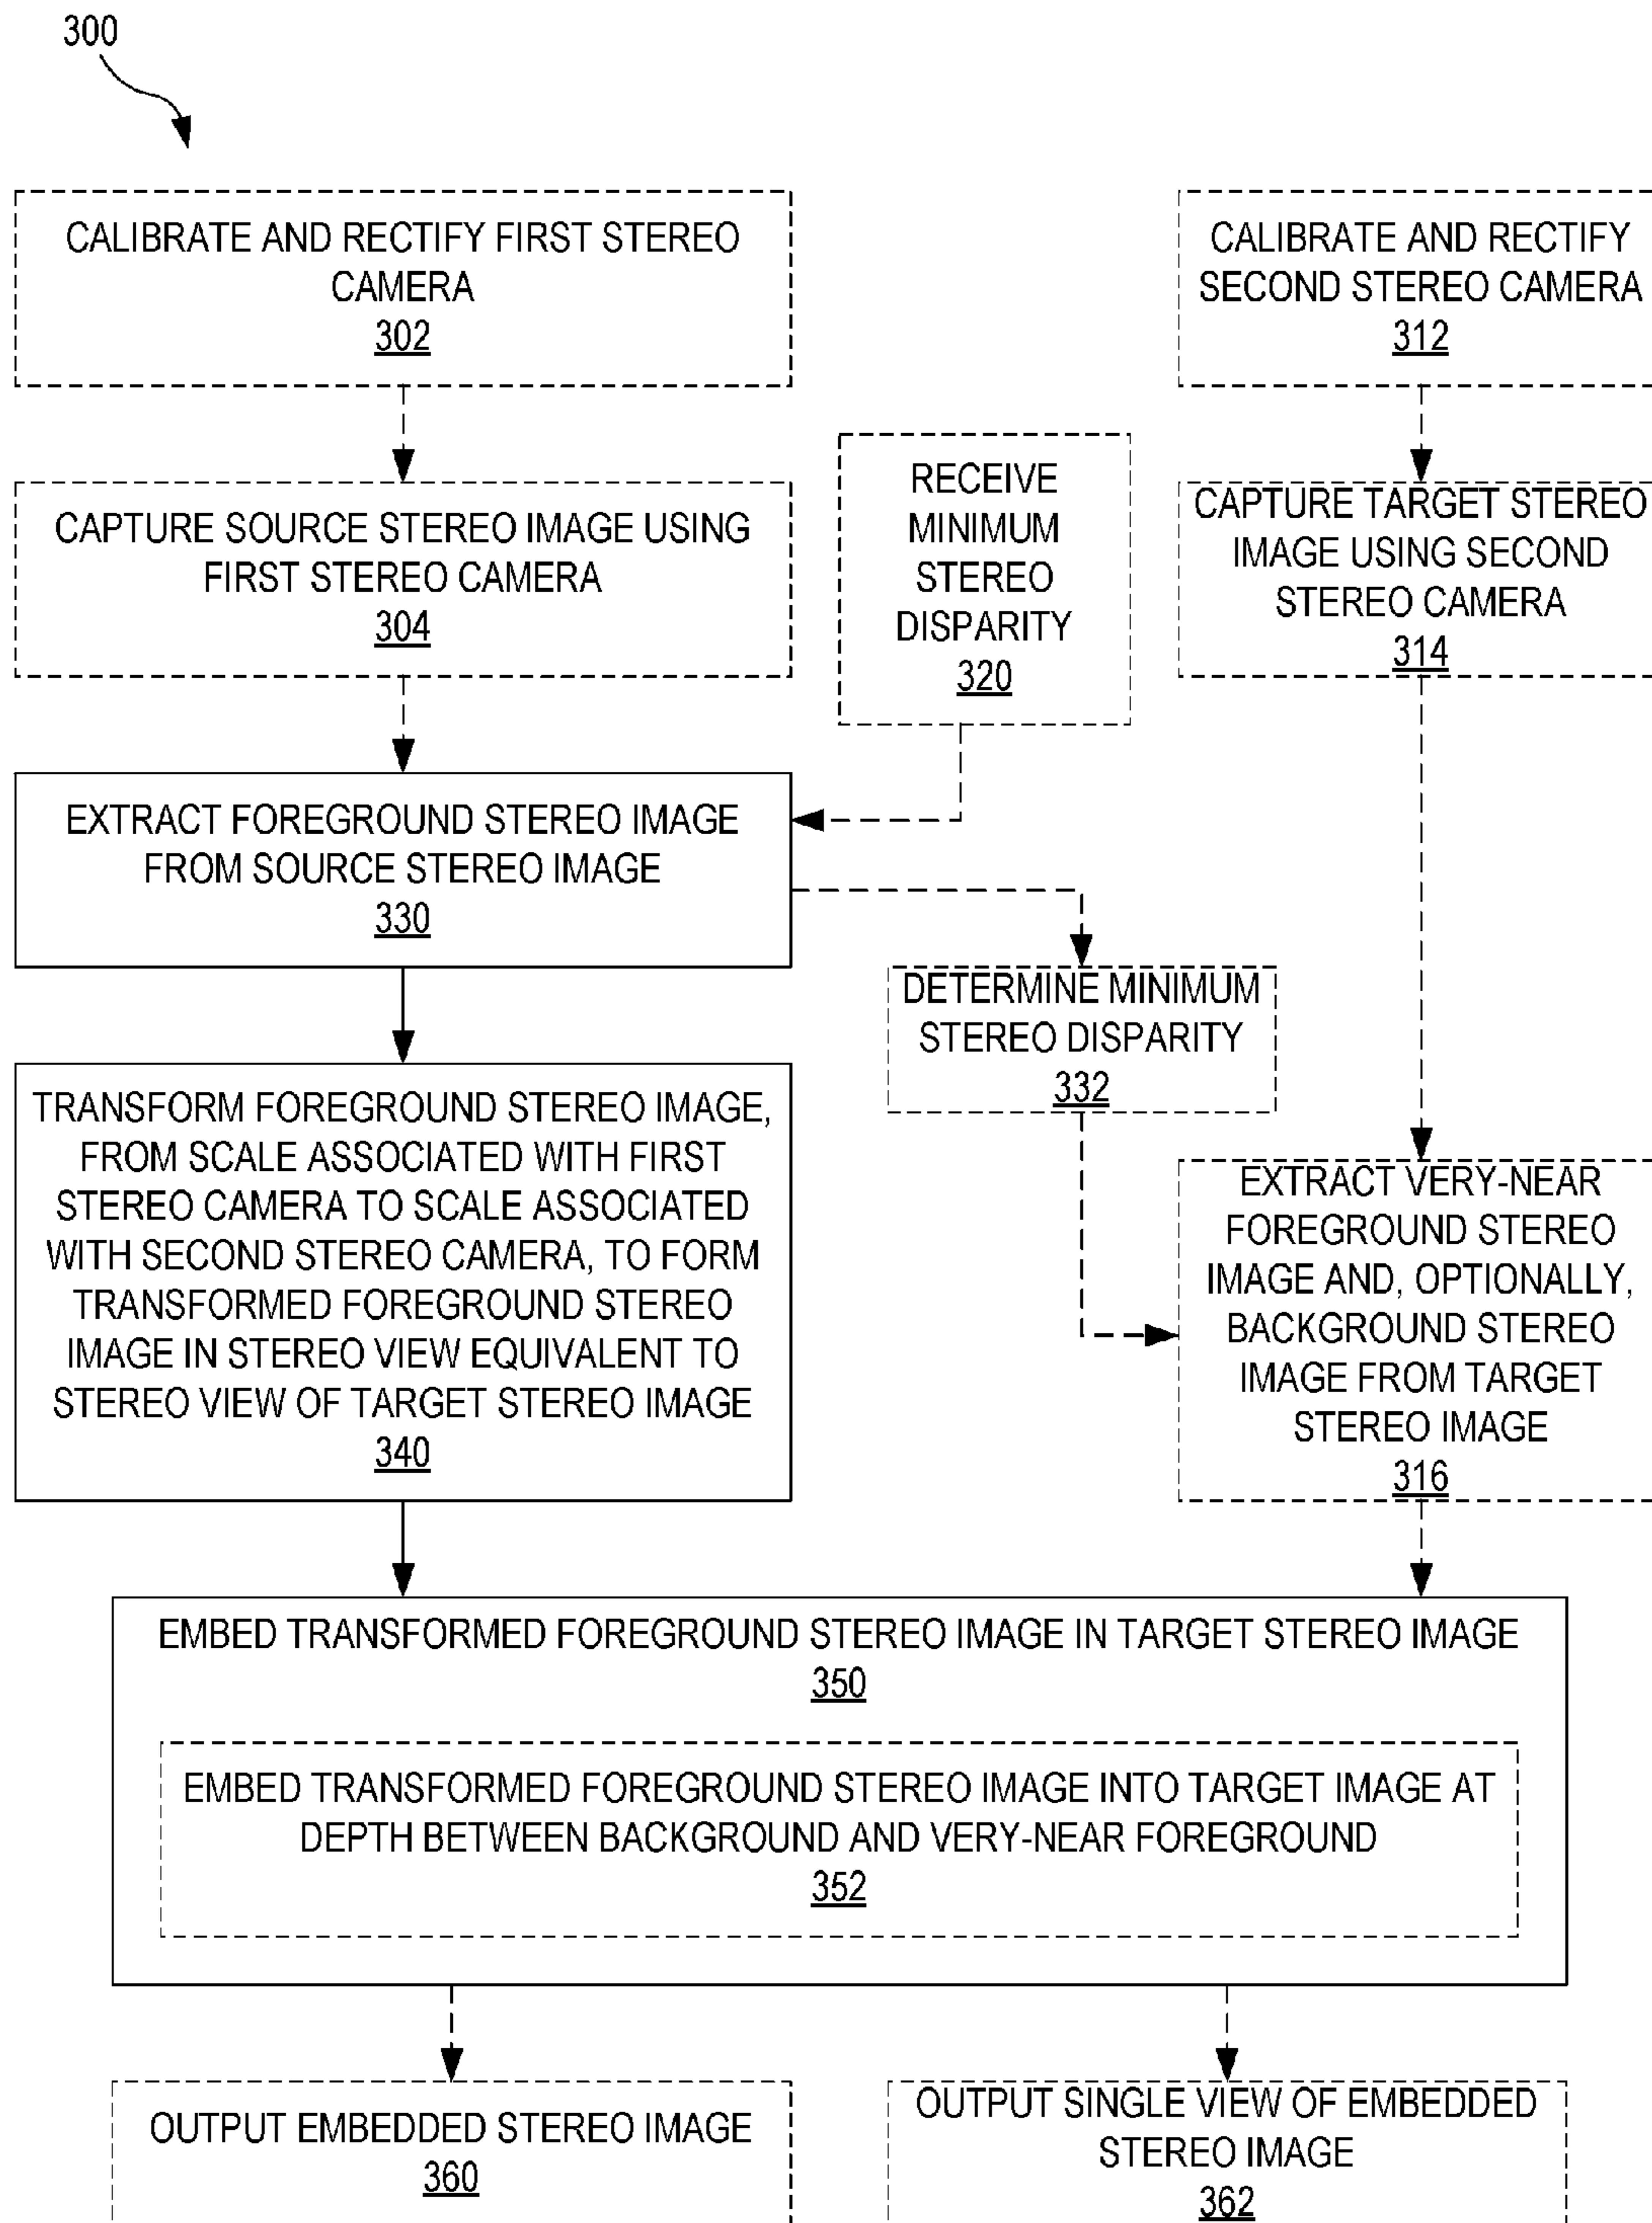 300
CALIBRATE AND RECTIFY FIRST STEREO
CAMERA
302
CALIBRATE AND RECTIFY
SECOND STEREO CAMERA
312
CAPTURE SOURCE STEREO IMAGE USING
FIRST STEREO CAMERA
304
RECEIVE
MINIMUM
STEREO
DISPARITY
320
CAPTURE TARGET STEREO
IMAGE USING SECOND
STEREO CAMERA
314
EXTRACT FOREGROUND STEREO IMAGE
FROM SOURCE STEREO IMAGE
330
DETERMINE MINIMUM
STEREO DISPARITY
332
TRANSFORM FOREGROUND STEREO IMAGE,
FROM SCALE ASSOCIATED WITH FIRST
STEREO CAMERA TO SCALE ASSOCIATED
WITH SECOND STEREO CAMERA, TO FORM
TRANSFORMED FOREGROUND STEREO
IMAGE IN STEREO VIEW EQUIVALENT TO
STEREO VIEW OF TARGET STEREO IMAGE
340
EXTRACT VERY-NEAR
FOREGROUND STEREO
IMAGE AND, OPTIONALLY,
BACKGROUND STEREO
IMAGE FROM TARGET
STEREO IMAGE
316
EMBED TRANSFORMED FOREGROUND STEREO IMAGE IN TARGET STEREO IMAGE
350
EMBED TRANSFORMED FOREGROUND STEREO IMAGE INTO TARGET IMAGE AT
DEPTH BETWEEN BACKGROUND AND VERY-NEAR FOREGROUND
352
OUTPUT EMBEDDED STEREO IMAGE
360
OUTPUT SINGLE VIEW OF EMBEDDED
STEREO IMAGE
362